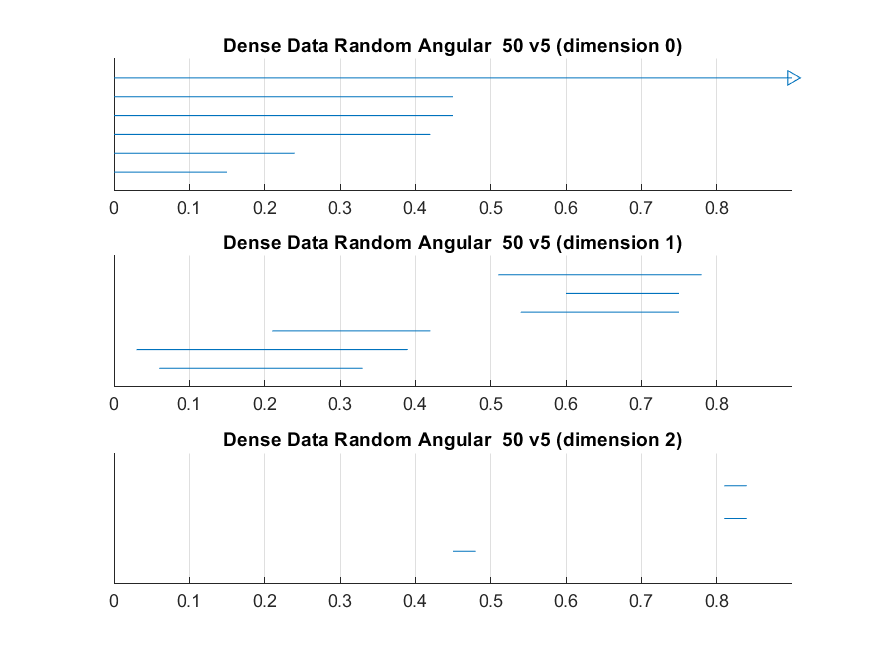 Dense Data Random Angular  50 v5 (dimension 0)
0 0.1 0.2 0.3 0.4 0.5 0.6 0.7 0.8
Dense Data Random Angular  50 v5 (dimension 1)
0 0.1 0.2 0.3 0.4 0.5 0.6 0.7 0.8
Dense Data Random Angular  50 v5 (dimension 2)
0 0.1 0.2 0.3 0.4 0.5 0.6 0.7 0.8